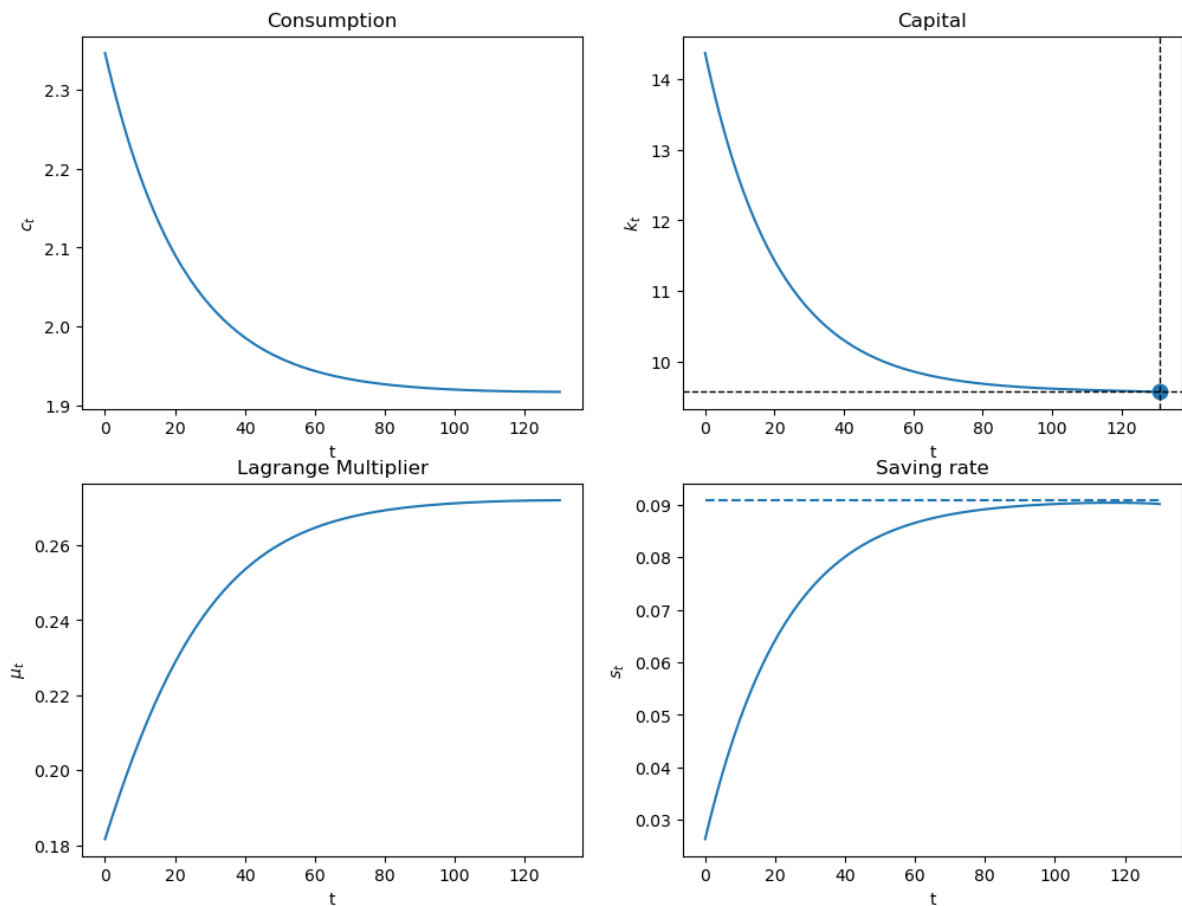 Consumption
2.3
2.2
2.1
2.0
1.9
c_t
0 20 40 60 80 100 120
t
Capital
14
13
12
11
10
k_t
0 20 40 60 80 100 120
t
Lagrange Multiplier
0.26
0.24
0.22
0.20
0.18
μ_t
0 20 40 60 80 100 120
t
Saving rate
0.09
0.08
0.07
0.06
0.05
0.04
0.03
s_t
0 20 40 60 80 100 120
t